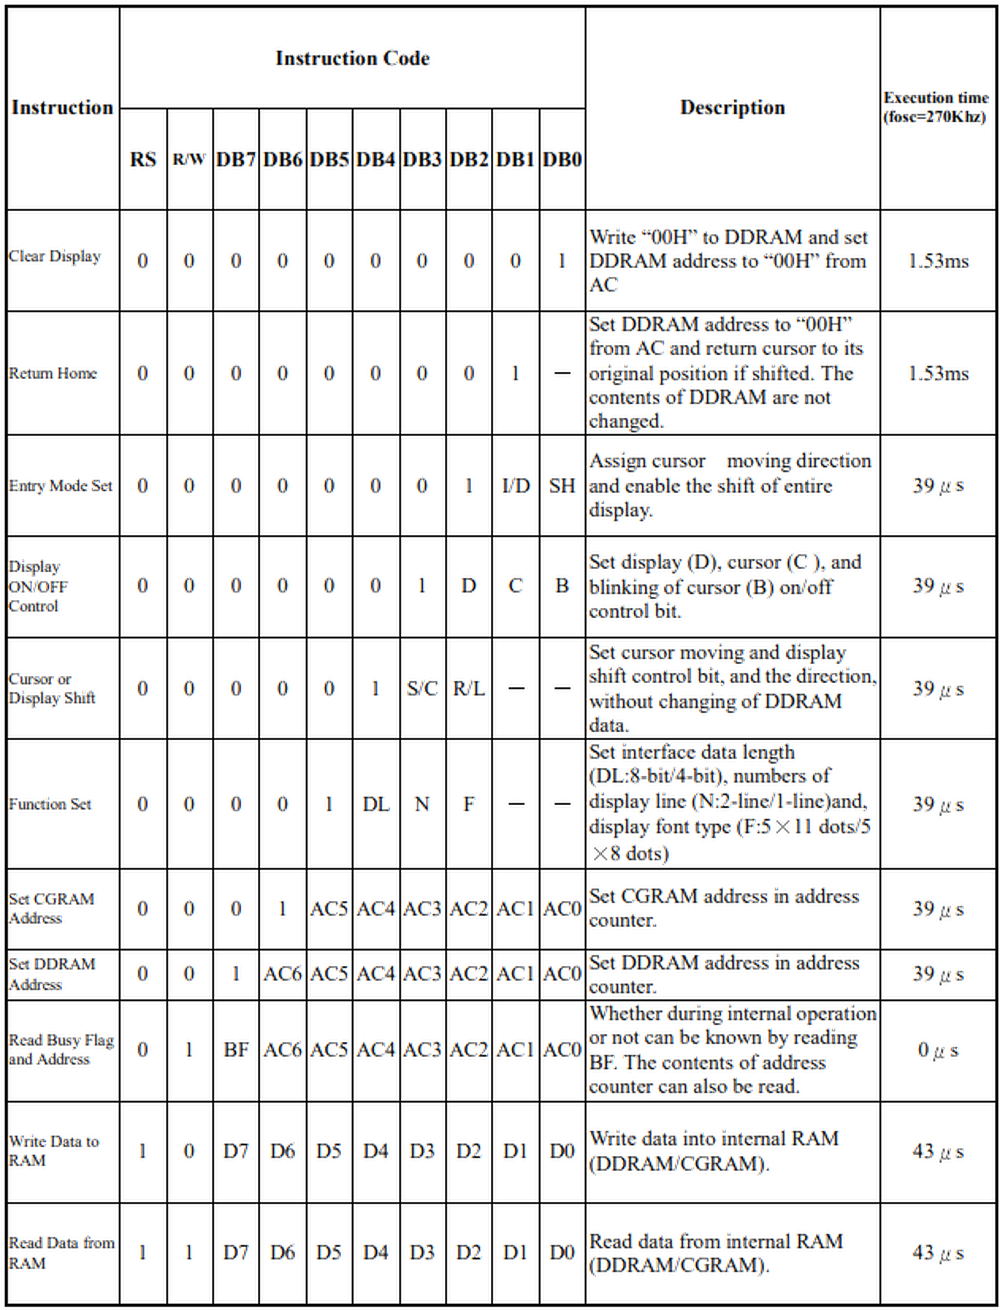 Instruction
Instruction Code
Description
Execution time
(fosc=270Khz)
RS R/W DB7 DB6 DB5 DB4 DB3 DB2 DB1 DB0
Clear Display
0 0 0 0 0 0 0 0 0 1
Write “00H” to DDRAM and set
DDRAM address to “00H” from
AC
1.53ms
Return Home
0 0 0 0 0 0 0 0 1 —
Set DDRAM address to “00H”
from AC and return cursor to its
original position if shifted. The
contents of DDRAM are not
changed.
1.53ms
Entry Mode Set
0 0 0 0 0 0 0 1 I/D SH
Assign cursor moving direction
and enable the shift of entire
display.
39 μ s
Display
ON/OFF
Control
0 0 0 0 0 0 1 D C B
Set display (D), cursor (C ), and
blinking of cursor (B) on/off
control bit.
39 μ s
Cursor or
Display Shift
0 0 0 0 0 1 S/C R/L — —
Set cursor moving and display
shift control bit, and the direction,
without changing of DDRAM
data.
39 μ s
Function Set
0 0 0 0 1 DL N F — —
Set interface data length
(DL:8-bit/4-bit), numbers of
display line (N:2-line/1-line)and,
display font type (F:5×11 dots/5
×8 dots)
39 μ s
Set CGRAM
Address
0 0 0 1 AC5 AC4 AC3 AC2 AC1 AC0
Set CGRAM address in address
counter.
39 μ s
Set DDRAM
Address
0 0 1 AC6 AC5 AC4 AC3 AC2 AC1 AC0
Set DDRAM address in address
counter.
39 μ s
Read Busy Flag
and Address
0 1 BF AC6 AC5 AC4 AC3 AC2 AC1 AC0
Whether during internal operation
or not can be known by reading
BF. The contents of address
counter can also be read.
0 μ s
Write Data to
RAM
1 0 D7 D6 D5 D4 D3 D2 D1 D0
Write data into internal RAM
(DDRAM/CGRAM).
43 μ s
Read Data from
RAM
1 1 D7 D6 D5 D4 D3 D2 D1 D0
Read data from internal RAM
(DDRAM/CGRAM).
43 μ s